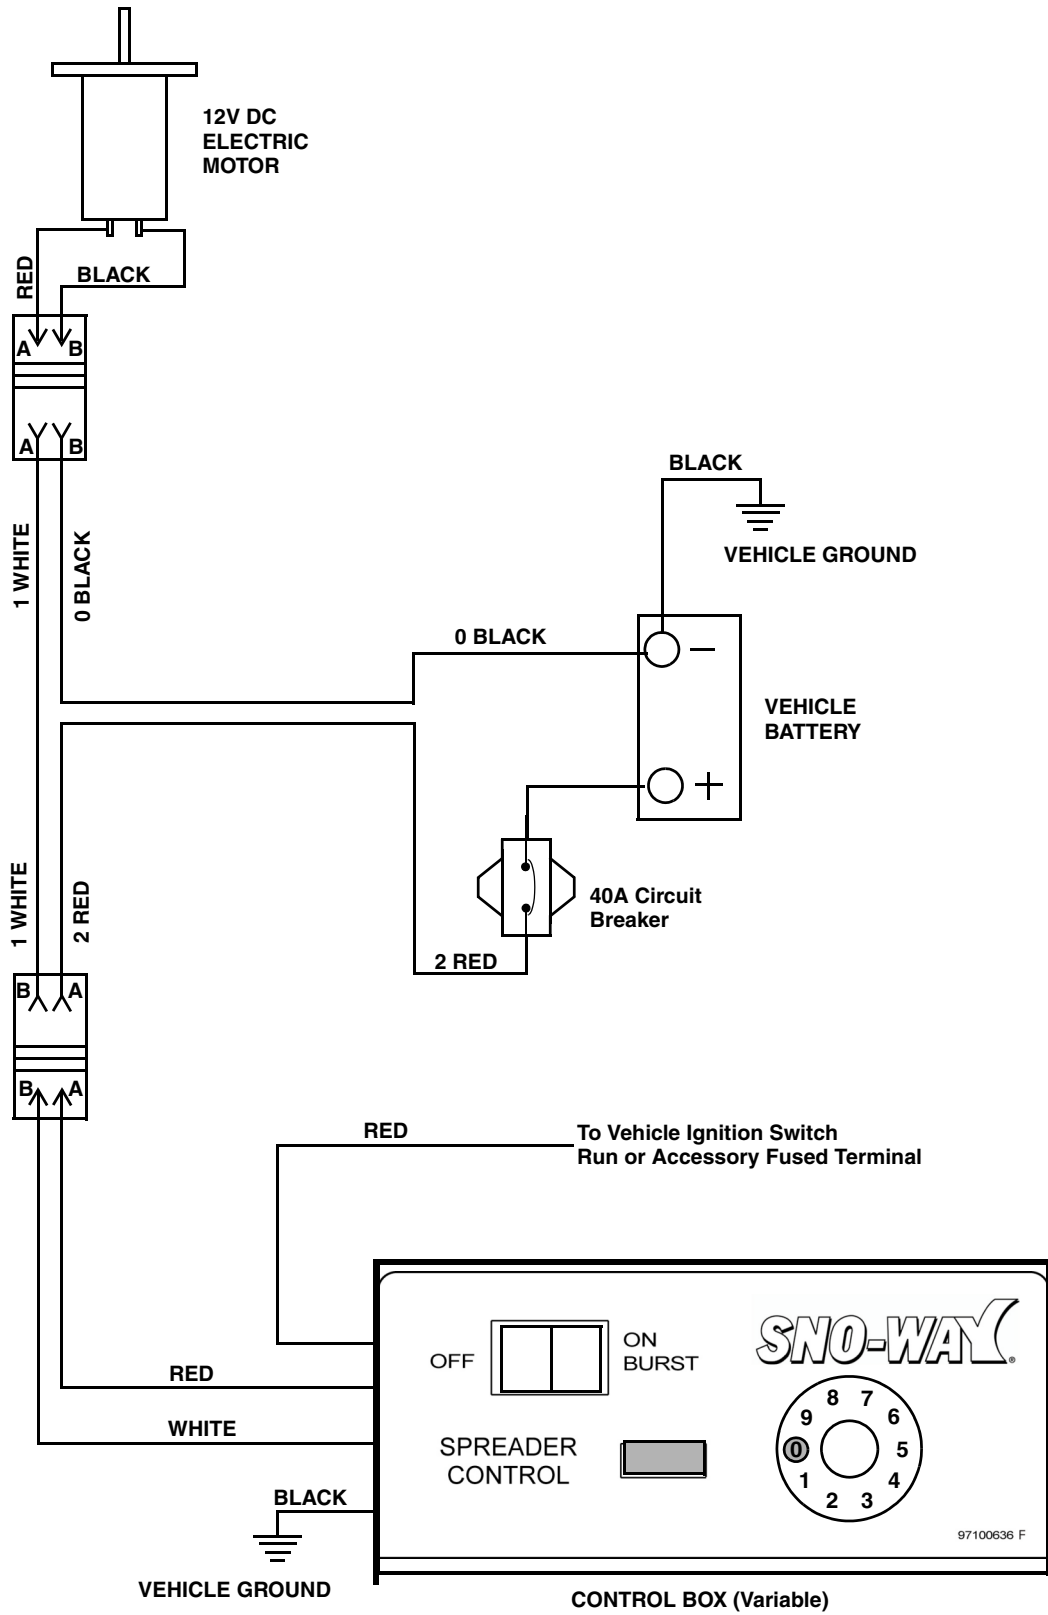 12V DC
ELECTRIC
MOTOR
RED
BLACK
A B
A B
1 WHITE
0 BLACK
BLACK
VEHICLE GROUND
0 BLACK
VEHICLE
BATTERY
40A Circuit
Breaker
1 WHITE
2 RED
2 RED
B A
B A
RED
To Vehicle Ignition Switch
Run or Accessory Fused Terminal
RED
WHITE
BLACK
VEHICLE GROUND
OFF
ON
BURST
SNO-WAY®
SPREADER
CONTROL
0 1 2 3 4 5 6 7 8 9
97100636 F
CONTROL BOX (Variable)